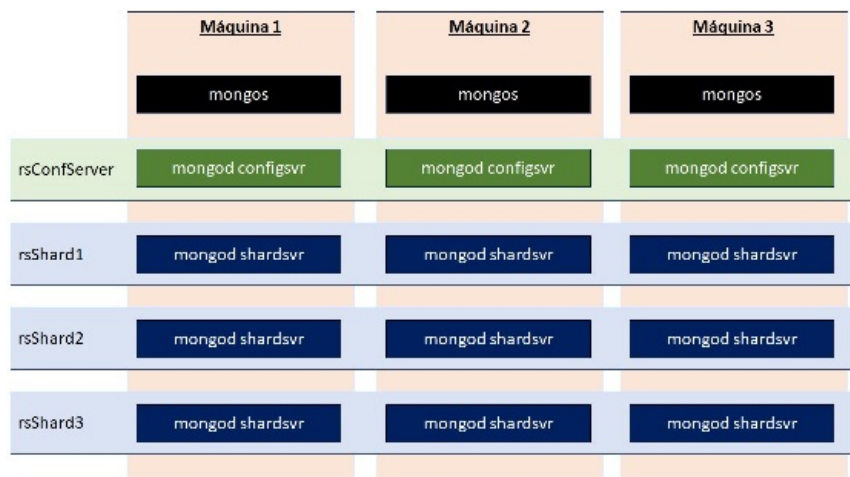 Máquina 1 Máquina 2 Máquina 3
mongos mongos mongos
rsConfServer mongod configsvr mongod configsvr mongod configsvr
rsShard1 mongod shardsvr mongod shardsvr mongod shardsvr
rsShard2 mongod shardsvr mongod shardsvr mongod shardsvr
rsShard3 mongod shardsvr mongod shardsvr mongod shardsvr